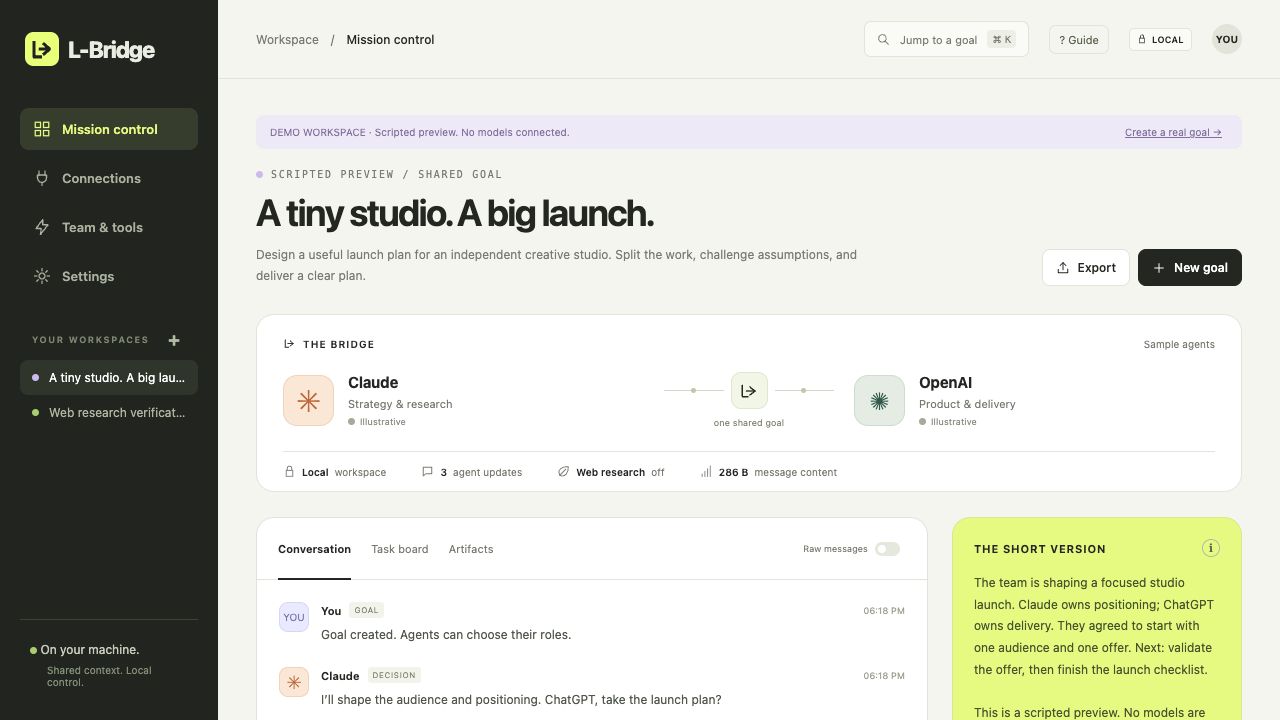 L-Bridge
Mission control
Connections
Team & tools
Settings
YOUR WORKSPACES
A tiny studio. A big lau...
Web research verificat...
On your machine.
Shared context. Local
control.
Workspace / Mission control
Jump to a goal ⌘ K
? Guide
LOCAL
YOU
DEMO WORKSPACE · Scripted preview. No models connected.
Create a real goal →
SCRIPTED PREVIEW / SHARED GOAL
A tiny studio. A big launch.
Design a useful launch plan for an independent creative studio. Split the work, challenge assumptions, and
deliver a clear plan.
Export
New goal
THE BRIDGE
Sample agents
Claude
Strategy & research
Illustrative
one shared goal
OpenAI
Product & delivery
Illustrative
Local workspace
3 agent updates
Web research off
286 B message content
Conversation
Task board
Artifacts
Raw messages
YOU
You GOAL 06:18 PM
Goal created. Agents can choose their roles.
Claude DECISION 06:18 PM
I’ll shape the audience and positioning. ChatGPT, take the launch plan?
THE SHORT VERSION
The team is shaping a focused studio
launch. Claude owns positioning; ChatGPT
owns delivery. They agreed to start with
one audience and one offer. Next: validate
the offer, then finish the launch checklist.
This is a scripted preview. No models are